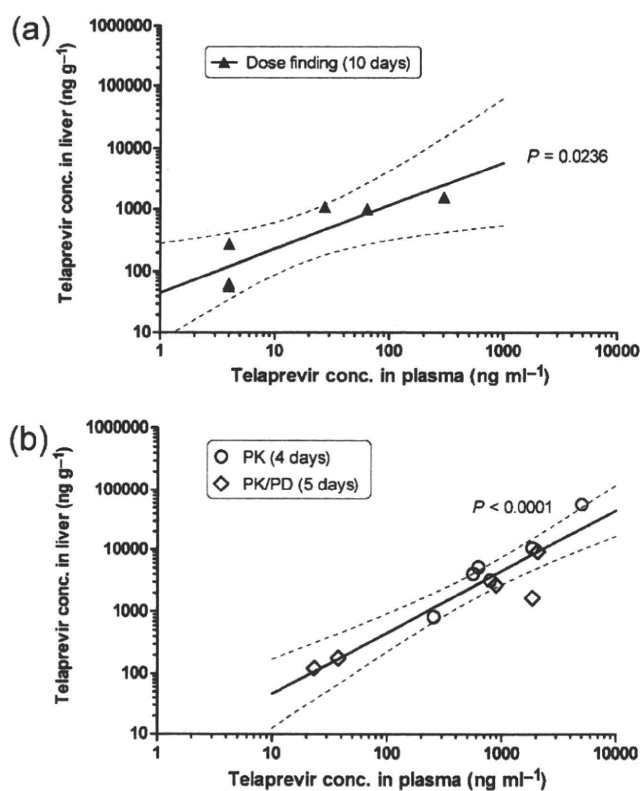 (a)
1000000
100000
10000
1000
100
10
Telaprevir conc. in liver (ng g⁻¹)
Dose finding (10 days)
P = 0.0236
1 10 100 1000 10000
Telaprevir conc. in plasma (ng ml⁻¹)
(b)
1000000
100000
10000
1000
100
10
Telaprevir conc. in liver (ng g⁻¹)
PK (4 days)
PK/PD (5 days)
P < 0.0001
1 10 100 1000 10000
Telaprevir conc. in plasma (ng ml⁻¹)